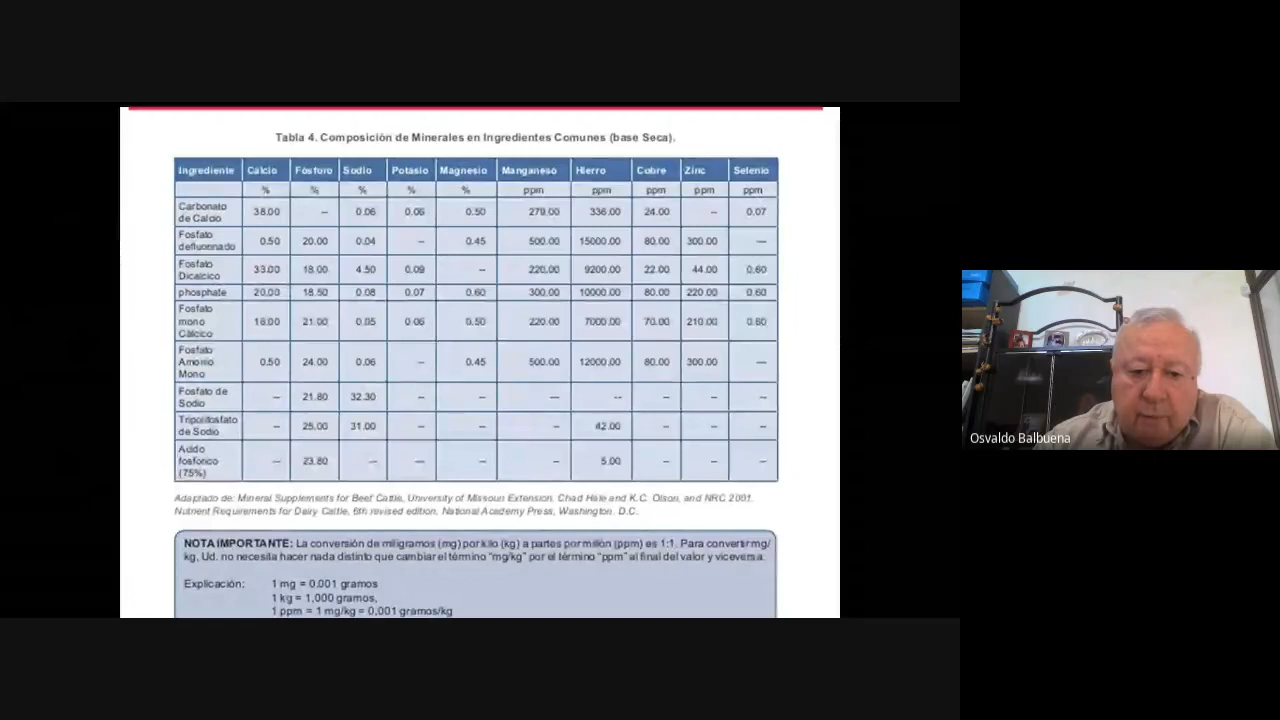 Tabla 4. Composición de Minerales en Ingredientes Comunes (base Seca).
Ingrediente Calcio Fósforo Sodio Potasio Magnesio Manganeso Hierro Cobre Zinc Selenio
% % % % % ppm ppm ppm ppm ppm
Carbonato de Calcio 38.00 -- 0.06 0.06 0.50 279.00 336.00 24.00 -- 0.07
Fosfato defluorinado 0.50 20.00 0.04 -- 0.45 500.00 15000.00 80.00 300.00 —
Fosfato Dicalcico 33.00 18.00 4.50 0.09 -- 220.00 9200.00 22.00 44.00 0.60
phosphate 20.00 18.50 0.08 0.07 0.60 300.00 10000.00 80.00 220.00 0.60
Fosfato mono Cálcico 16.00 21.00 0.05 0.06 0.50 220.00 7000.00 70.00 210.00 0.60
Fosfato Amonio Mono 0.50 24.00 0.06 -- 0.45 500.00 12000.00 80.00 300.00 —
Fosfato de Sodio -- 21.80 32.30 -- -- -- -- -- -- --
Tripolifosfato de Sodio -- 25.00 31.00 -- -- -- 42.00 -- -- --
Acido fosforico (75%) -- 23.80 -- -- -- -- 5.00 -- -- --
Adaptado de: Mineral Supplements for Beef Cattle, University of Missouri Extension. Chad Hale and K.C. Olson, and NRC 2001.
Nutrient Requirements for Dairy Cattle, 6th revised edition, National Academy Press, Washington. D.C.
NOTA IMPORTANTE: La conversión de miligramos (mg) por kilo (kg) a partes por millón (ppm) es 1:1. Para convertir mg/
kg, Ud. no necesita hacer nada distinto que cambiar el término "mg/kg" por el término "ppm" al final del valor y viceversa.
Explicación: 1 mg = 0.001 gramos
1 kg = 1,000 gramos,
1 ppm = 1 mg/kg = 0,001 gramos/kg
Osvaldo Balbuena